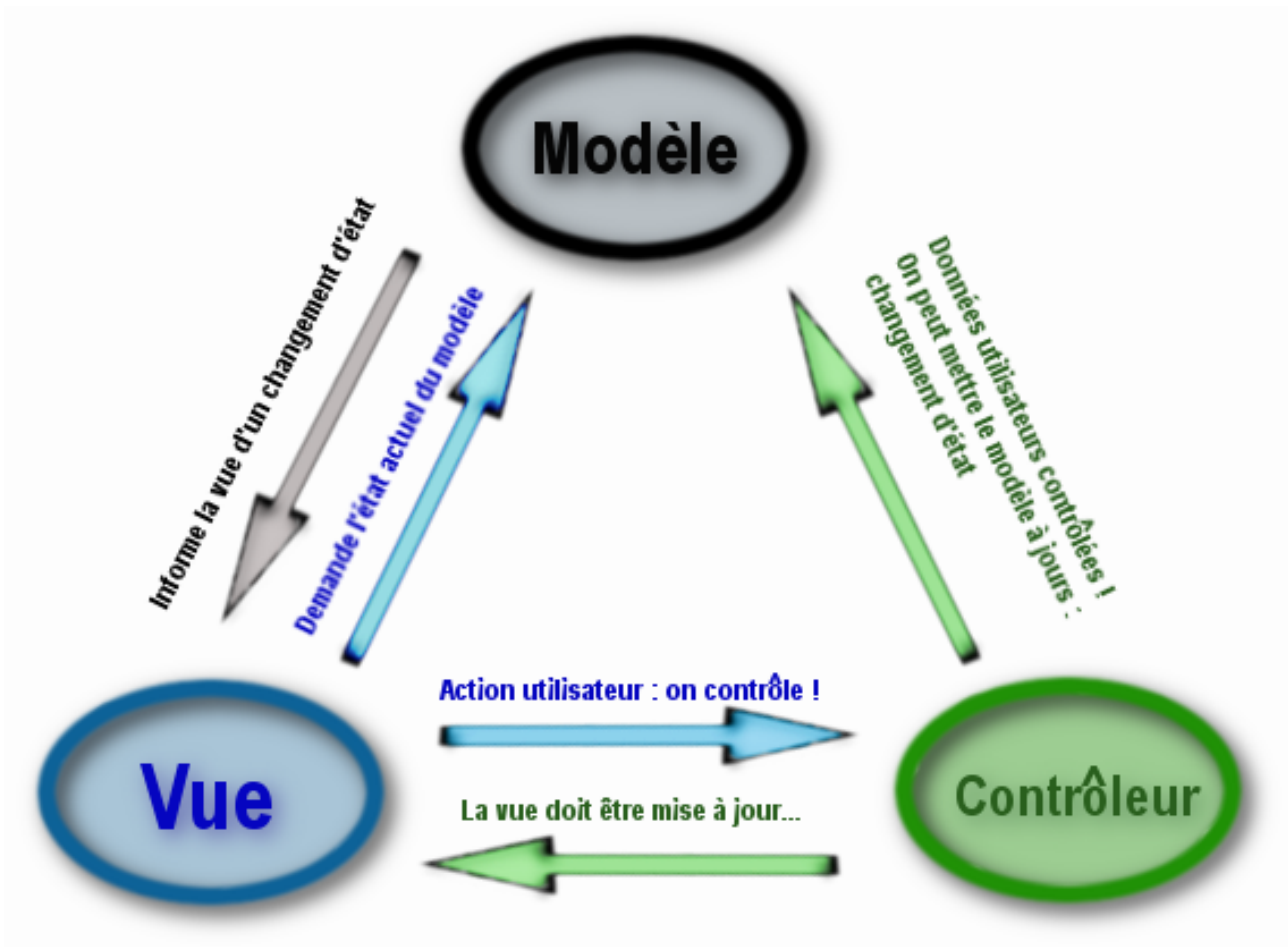 Modèle
Informe la vue d'un changement d'état
Demande l'état actuel du modèle
Données utilisateurs contrôlées !
On peut mettre le modèle à jours :
changement d'état
Action utilisateur : on contrôle !
Vue
La vue doit être mise à jour...
Contrôleur